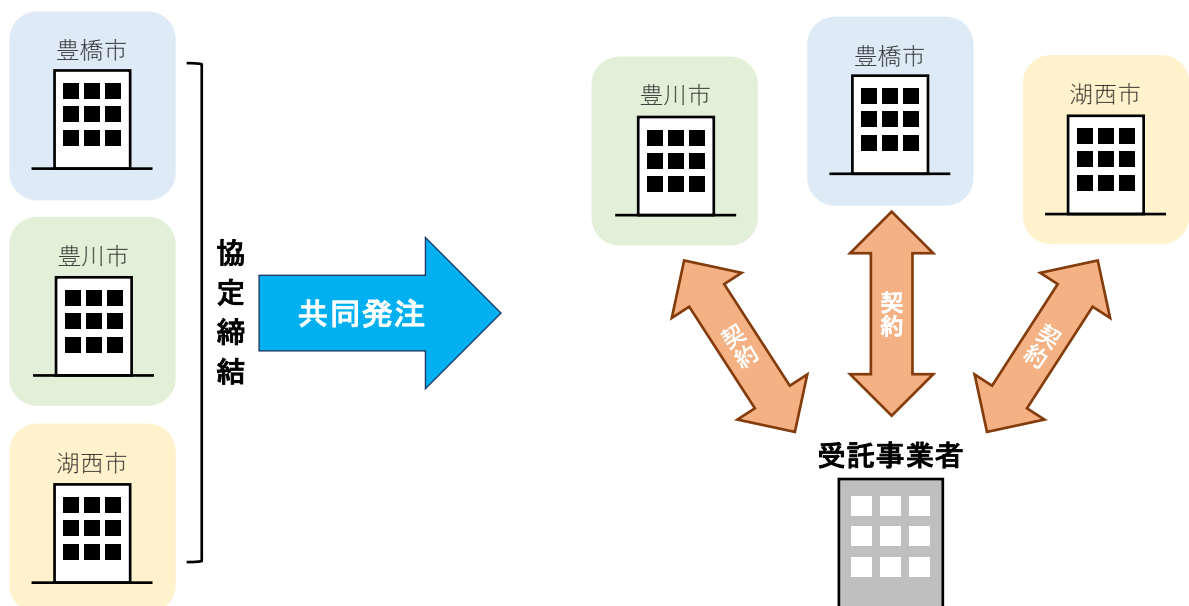 豊橋市
豊川市
湖西市
協定締結
共同発注
豊川市
豊橋市
湖西市
契約
契約
契約
受託事業者